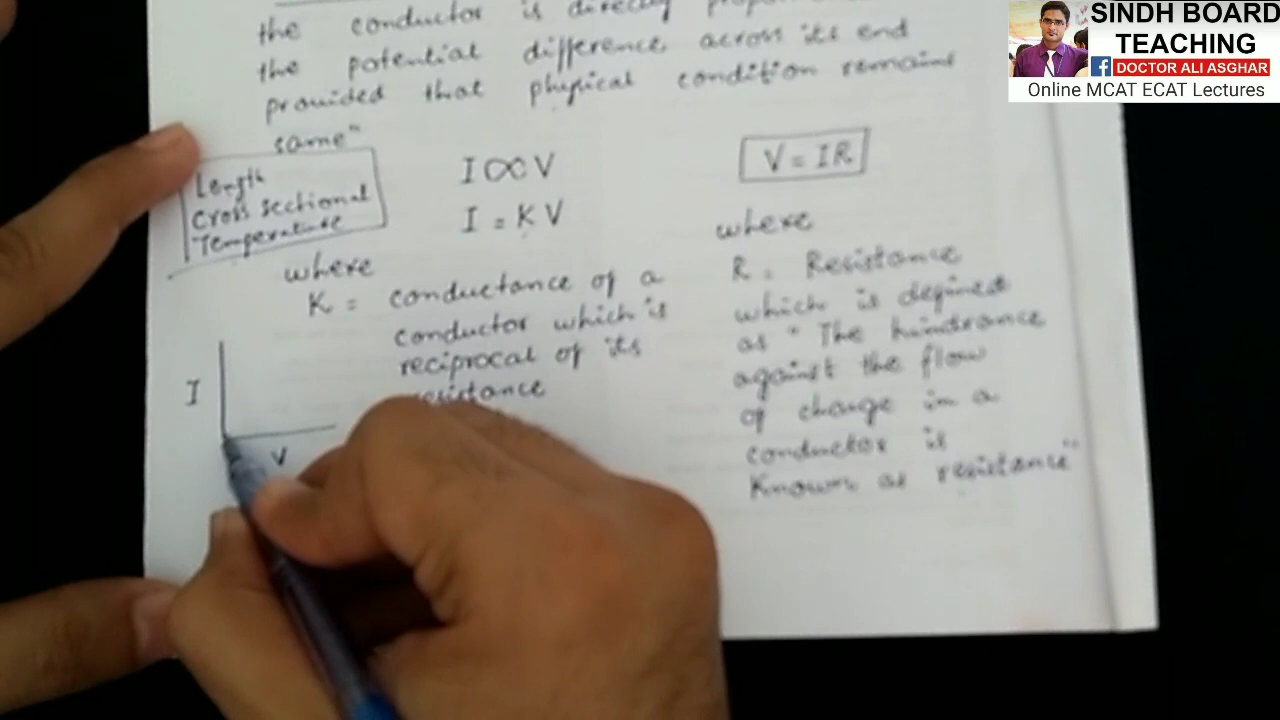 the conductor is directly
the potential difference across its end
provided that physical condition remains
same"
Length
Cross sectional
Temperature
I ∝ V
I = K V
where
K = conductance of a
conductor which is
reciprocal of its
resistance
I
V
V = IR
where
R = Resistance
which is defined
as " The hindrance
against the flow
of charge in a
conductor is
Known as resistance"
SINDH BOARD
TEACHING
f DOCTOR ALI ASGHAR
Online MCAT ECAT Lectures